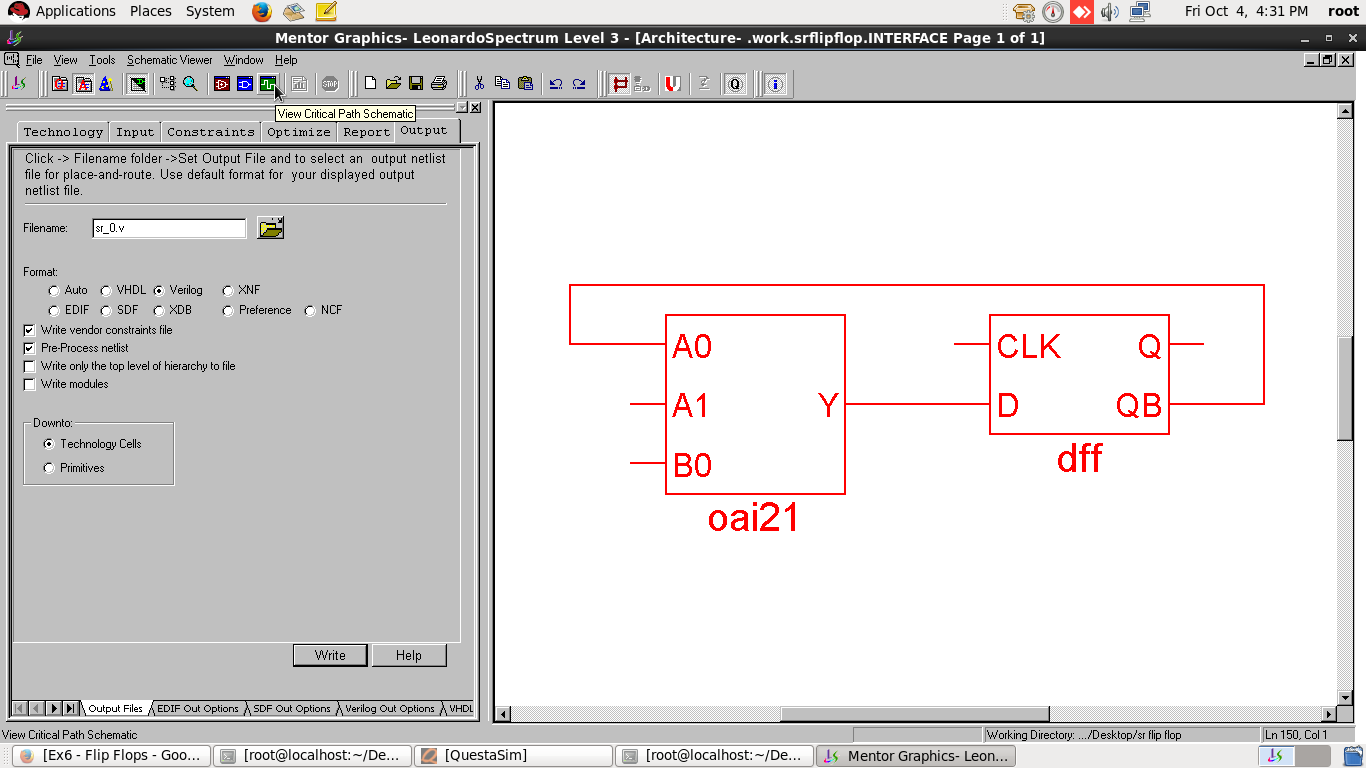 Applications Places System Fri Oct 4, 4:31 PM root
Mentor Graphics- LeonardoSpectrum Level 3 - [Architecture- .work.srflipflop.INTERFACE Page 1 of 1]
File View Tools Schematic Viewer Window Help
STOP Q
View Critical Path Schematic
Technology Input Constraints Optimize Report Output
Click -> Filename folder ->Set Output File and to select an output netlist
file for place-and-route. Use default format for your displayed output
netlist file.
Filename: sr_0.v
Format:
Auto VHDL Verilog XNF
EDIF SDF XDB Preference NCF
Write vendor constraints file
Pre-Process netlist
Write only the top level of hierarchy to file
Write modules
Downto:
Technology Cells
Primitives
Write Help
Output Files EDIF Out Options SDF Out Options Verilog Out Options VHDL
A0
A1 Y
B0
oai21
CLK Q
D QB
dff
View Critical Path Schematic Working Directory: .../Desktop/sr flip flop Ln 150, Col 1
[Ex6 - Flip Flops - Goo... [root@localhost:~/De... [QuestaSim] [root@localhost:~/De... Mentor Graphics- Leon...